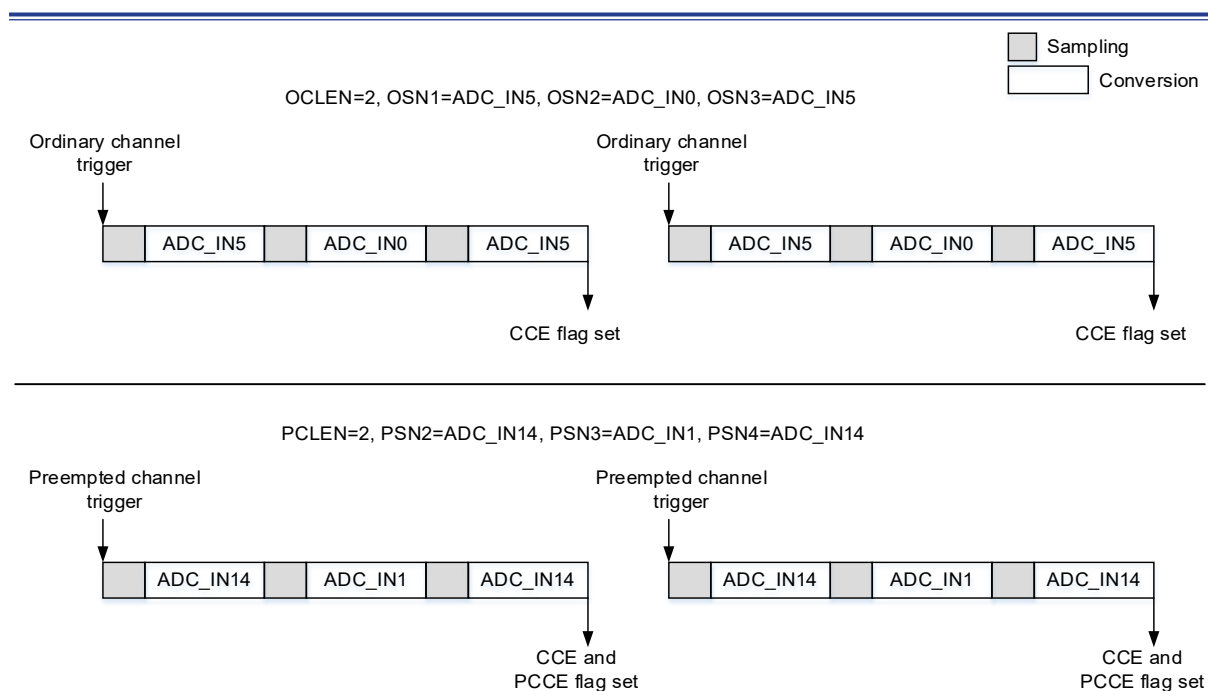 Sampling
Conversion
OCLEN=2, OSN1=ADC_IN5, OSN2=ADC_IN0, OSN3=ADC_IN5
Ordinary channel
trigger
Ordinary channel
trigger
ADC_IN5 ADC_IN0 ADC_IN5
ADC_IN5 ADC_IN0 ADC_IN5
CCE flag set
CCE flag set
PCLEN=2, PSN2=ADC_IN14, PSN3=ADC_IN1, PSN4=ADC_IN14
Preempted channel
trigger
Preempted channel
trigger
ADC_IN14 ADC_IN1 ADC_IN14
ADC_IN14 ADC_IN1 ADC_IN14
CCE and
PCCE flag set
CCE and
PCCE flag set